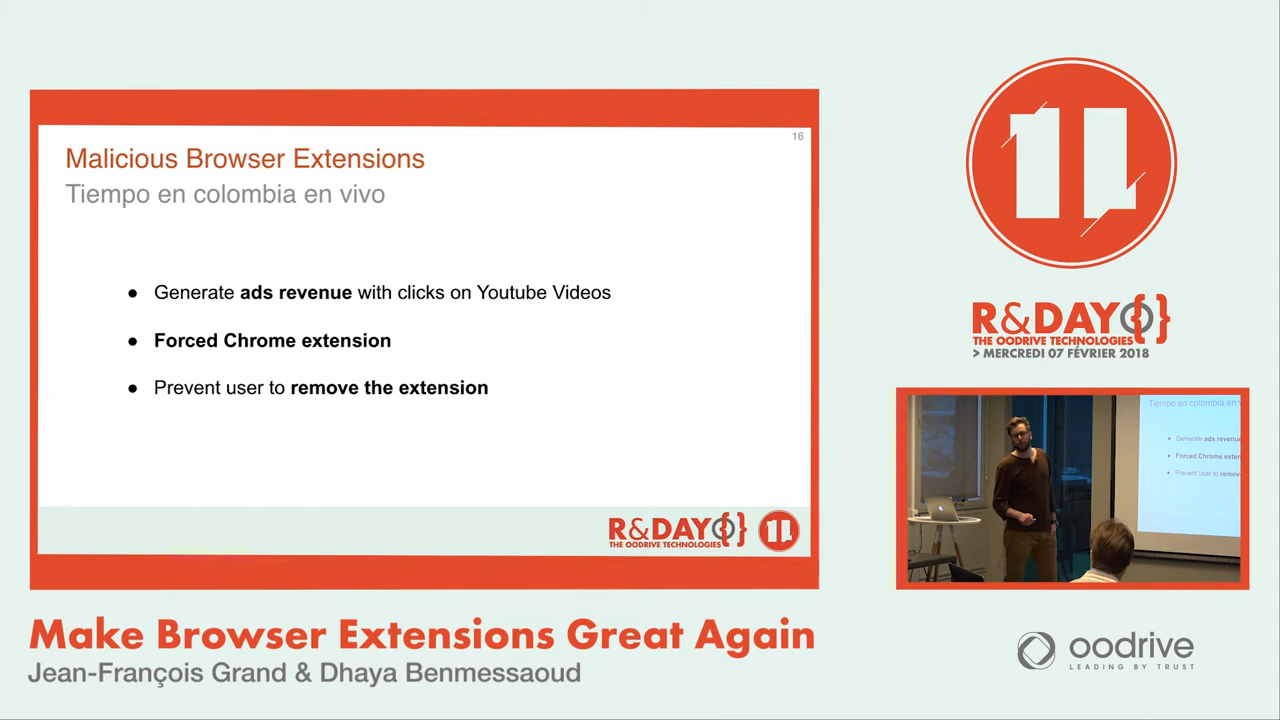 16
Malicious Browser Extensions
Tiempo en colombia en vivo
● Generate ads revenue with clicks on Youtube Videos
● Forced Chrome extension
● Prevent user to remove the extension
R&DAY{}
THE OODRIVE TECHNOLOGIES
Make Browser Extensions Great Again
Jean-François Grand & Dhaya Benmessaoud
R&DAY{}
THE OODRIVE TECHNOLOGIES
> MERCREDI 07 FÉVRIER 2018
Tiempo en colombia en v
● Generate ads revenue
● Forced Chrome exten
● Prevent user to remov
oodrive
LEADING BY TRUST